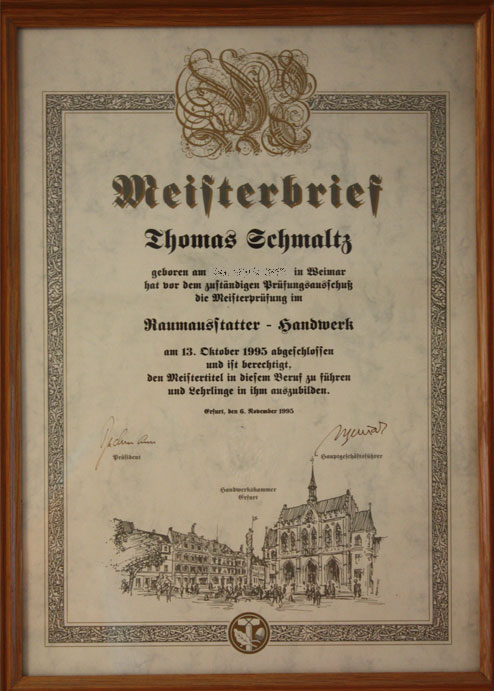 Meisterbrief
Thomas Schmaltz
geboren am in Weimar
hat vor dem zuständigen Prüfungsausschuß
die Meisterprüfung im
Raumausstatter - Handwerk
am 13. Oktober 1995 abgeschlossen
und ist berechtigt,
den Meistertitel in diesem Beruf zu führen
und Lehrlinge in ihm auszubilden.
Erfurt, den 6. November 1995
Präsident
Hauptgeschäftsführer
Handwerkskammer
Erfurt